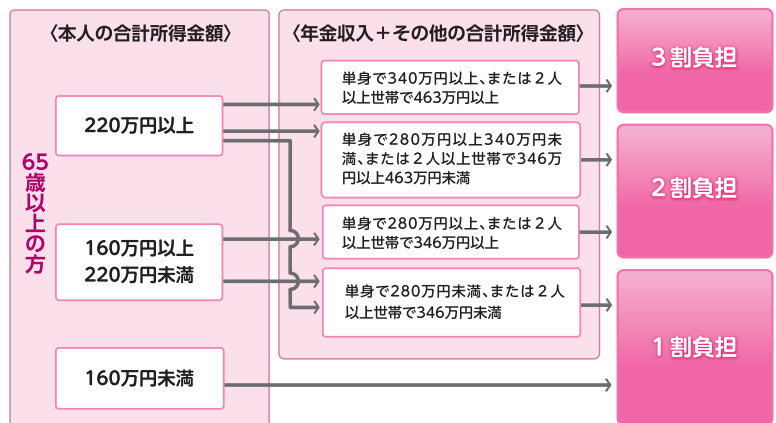 〈本人の合計所得金額〉
〈年金収入＋その他の合計所得金額〉
65歳以上の方
220万円以上
160万円以上
220万円未満
160万円未満
単身で340万円以上、または２人
以上世帯で463万円以上
単身で280万円以上340万円未
満、または２人以上世帯で346万
円以上463万円未満
単身で280万円以上、または２人
以上世帯で346万円以上
単身で280万円未満、または２人
以上世帯で346万円未満
３割負担
２割負担
１割負担